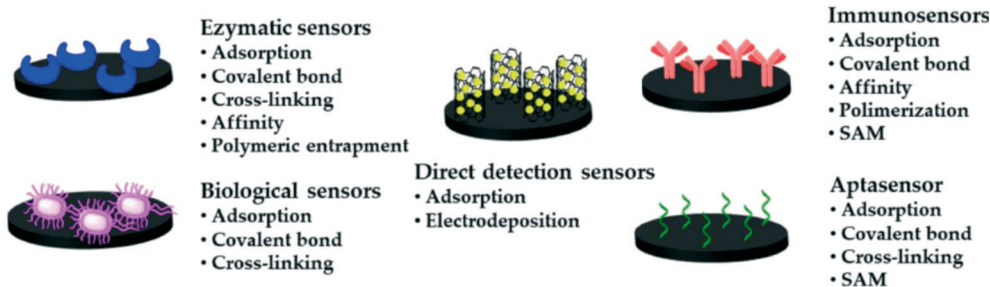 Ezymatic sensors
• Adsorption
• Covalent bond
• Cross-linking
• Affinity
• Polymeric entrapment
Biological sensors
• Adsorption
• Covalent bond
• Cross-linking
Direct detection sensors
• Adsorption
• Electrodeposition
Immunosensors
• Adsorption
• Covalent bond
• Affinity
• Polimerization
• SAM
Aptasensor
• Adsorption
• Covalent bond
• Cross-linking
• SAM